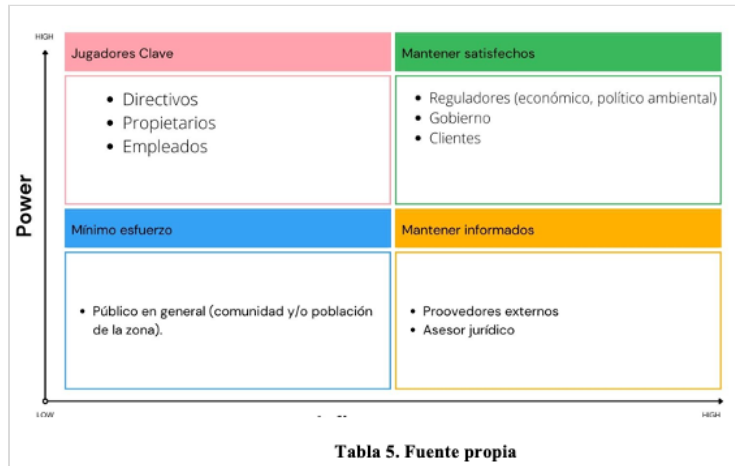 HIGH
Jugadores Clave
Mantener satisfechos
• Directivos
• Propietarios
• Empleados
• Reguladores (económico, político ambiental)
• Gobierno
• Clientes
Power
Mínimo esfuerzo
Mantener informados
• Público en general (comunidad y/o población
de la zona).
• Proovedores externos
• Asesor jurídico
LOW
HIGH
Tabla 5. Fuente propia